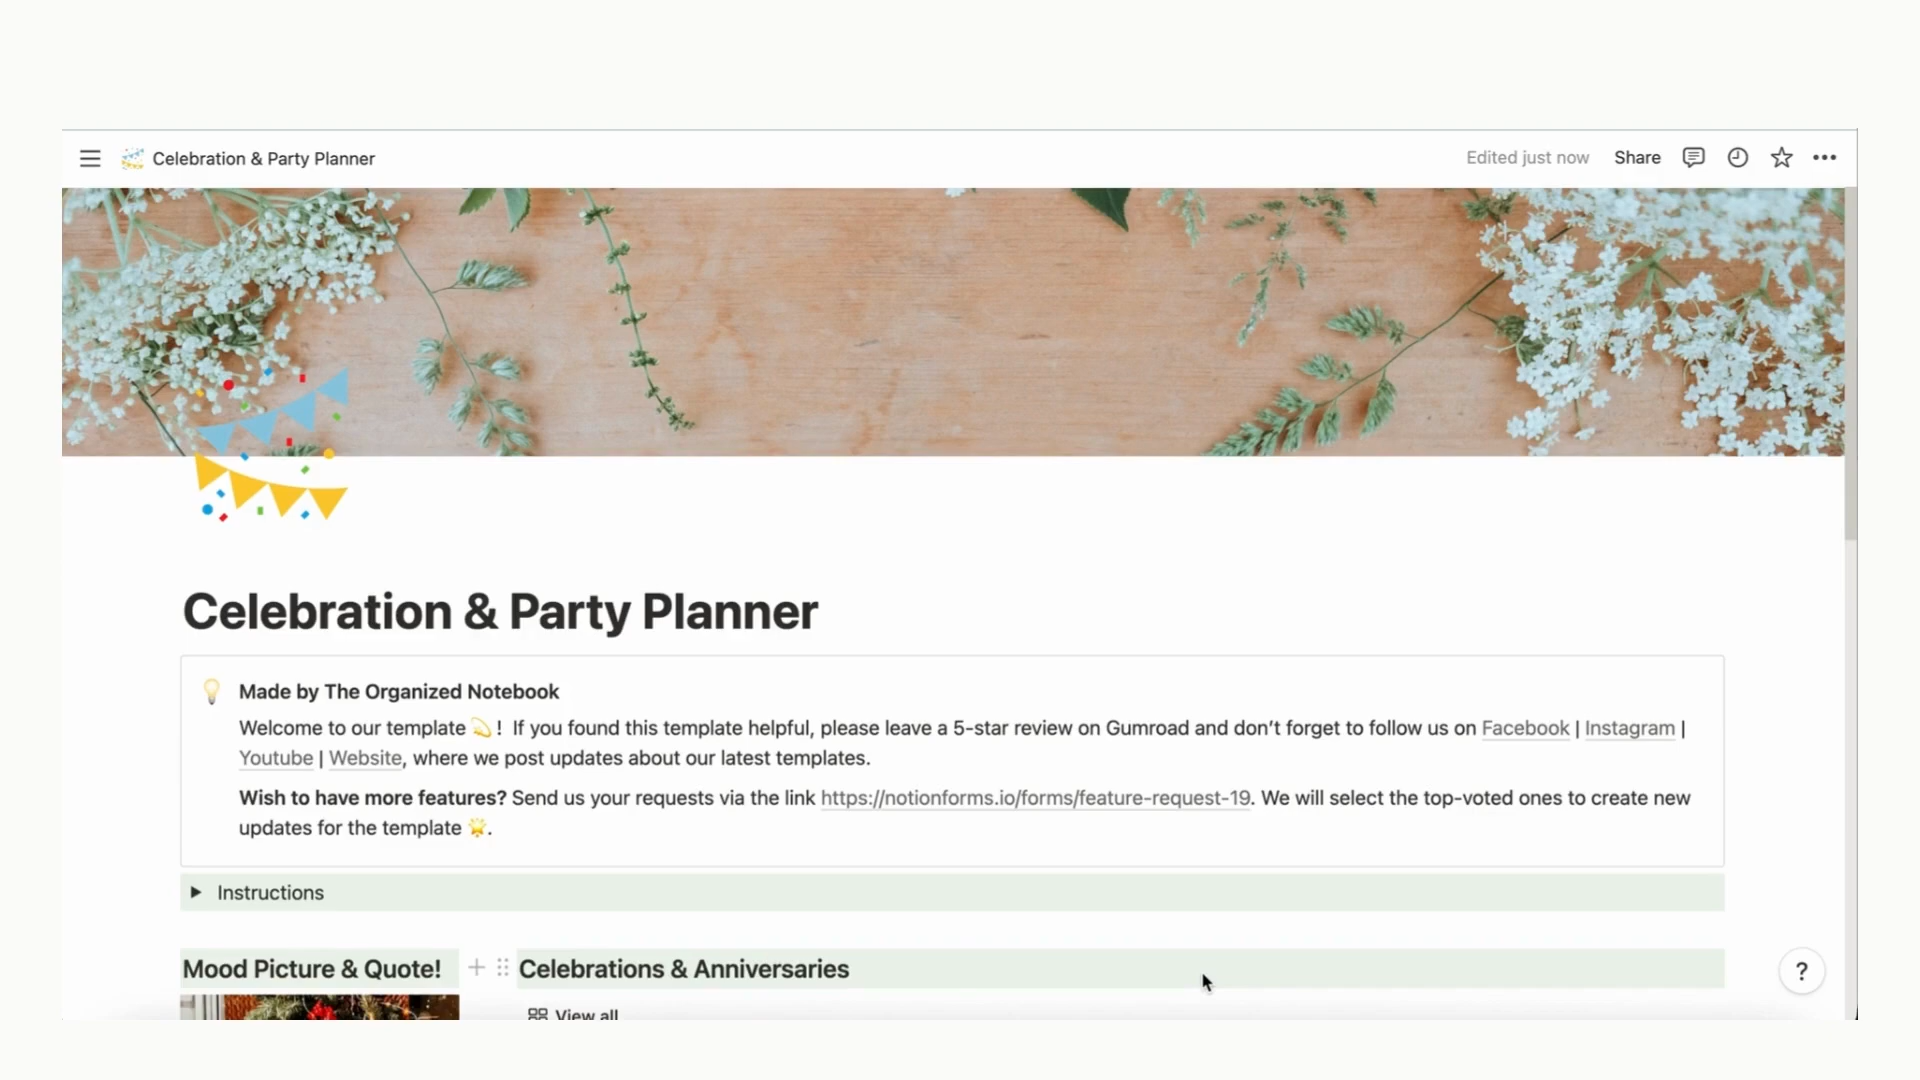 Celebration & Party Planner
Edited just now
Share
Celebration & Party Planner
Made by The Organized Notebook
Welcome to our template 💫 ! If you found this template helpful, please leave a 5-star review on Gumroad and don’t forget to follow us on Facebook | Instagram |
Youtube | Website, where we post updates about our latest templates.
Wish to have more features? Send us your requests via the link https://notionforms.io/forms/feature-request-19. We will select the top-voted ones to create new
updates for the template 🌟.
Instructions
Mood Picture & Quote!
Celebrations & Anniversaries
View all
?